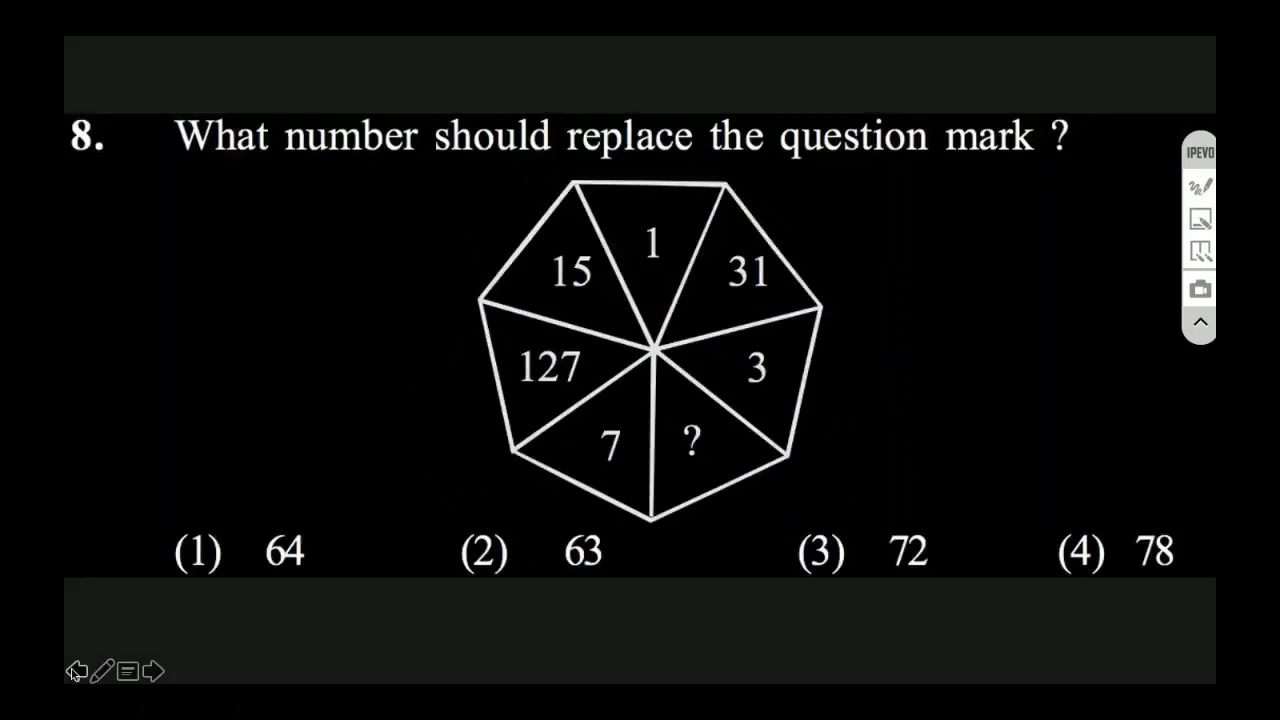 8. What number should replace the question mark ?
IPEVO
1
15
31
127
3
7
?
(1) 64 (2) 63 (3) 72 (4) 78